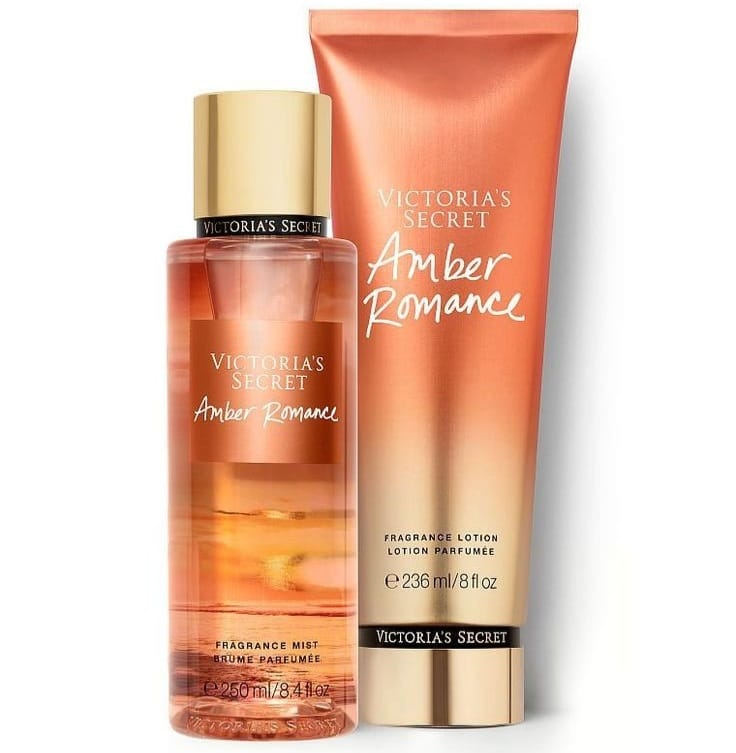 VICTORIA'S SECRET
VICTORIA'S
SECRET
Amber Romance
FRAGRANCE MIST
BRUME PARFUMÉE
℮250 ml/8.4 fl oz
VICTORIA'S
SECRET
Amber
Romance
FRAGRANCE LOTION
LOTION PARFUMÉE
℮236 ml/8 fl oz
VICTORIA'S SECRET